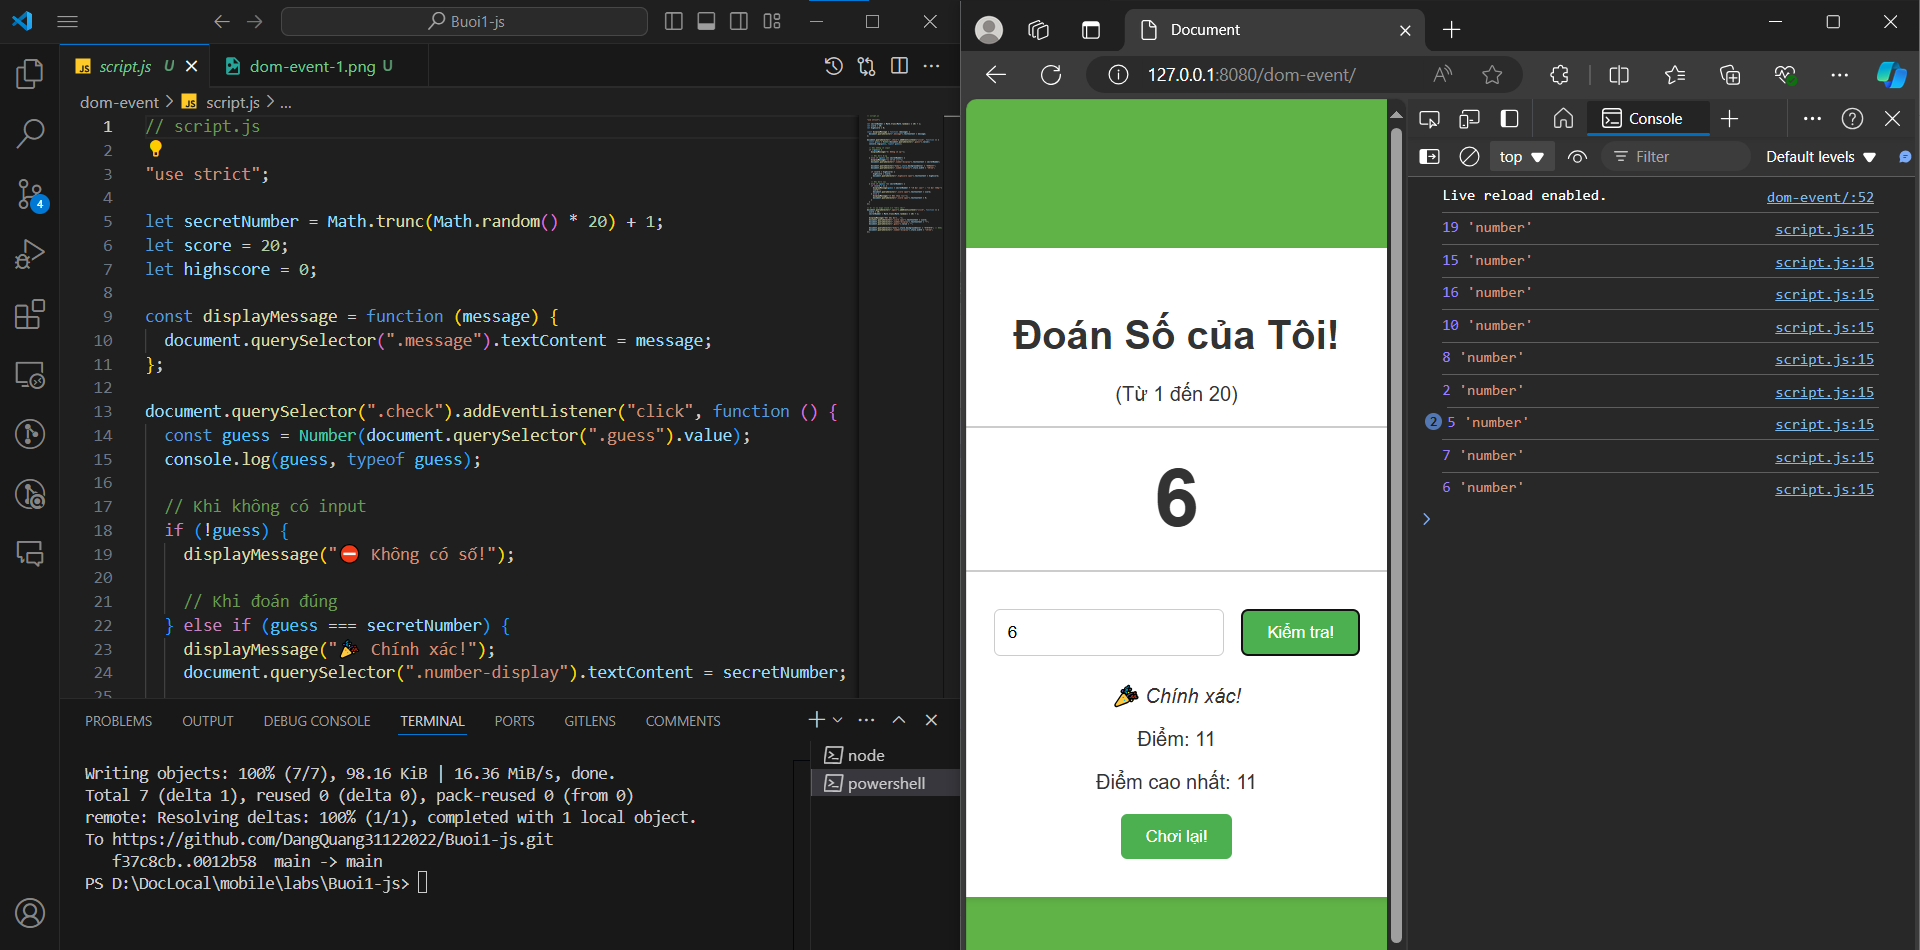 Buoi1-js
script.js U
dom-event-1.png U
dom-event > JS script.js > ...
1 // script.js
2
3 "use strict";
4
5 let secretNumber = Math.trunc(Math.random() * 20) + 1;
6 let score = 20;
7 let highscore = 0;
8
9 const displayMessage = function (message) {
10 document.querySelector(".message").textContent = message;
11 };
12
13 document.querySelector(".check").addEventListener("click", function () {
14 const guess = Number(document.querySelector(".guess").value);
15 console.log(guess, typeof guess);
16
17 // Khi không có input
18 if (!guess) {
19 displayMessage("⛔ Không có số!");
20
21 // Khi đoán đúng
22 } else if (guess === secretNumber) {
23 displayMessage("🎉 Chính xác!");
24 document.querySelector(".number-display").textContent = secretNumber;
25
4
PROBLEMS OUTPUT DEBUG CONSOLE TERMINAL PORTS GITLENS COMMENTS
Writing objects: 100% (7/7), 98.16 KiB | 16.36 MiB/s, done.
Total 7 (delta 1), reused 0 (delta 0), pack-reused 0 (from 0)
remote: Resolving deltas: 100% (1/1), completed with 1 local object.
To https://github.com/DangQuang31122022/Buoi1-js.git
f37c8cb..0012b58 main -> main
PS D:\DocLocal\mobile\labs\Buoi1-js>
node
powershell
Document
127.0.0.1:8080/dom-event/
Đoán Số của Tôi!
(Từ 1 đến 20)
6
6
Kiểm tra!
🎉 Chính xác!
Điểm: 11
Điểm cao nhất: 11
Chơi lại!
Console
top
Filter
Default levels
Live reload enabled. dom-event/:52
19 'number' script.js:15
15 'number' script.js:15
16 'number' script.js:15
10 'number' script.js:15
8 'number' script.js:15
2 'number' script.js:15
2 5 'number' script.js:15
7 'number' script.js:15
6 'number' script.js:15